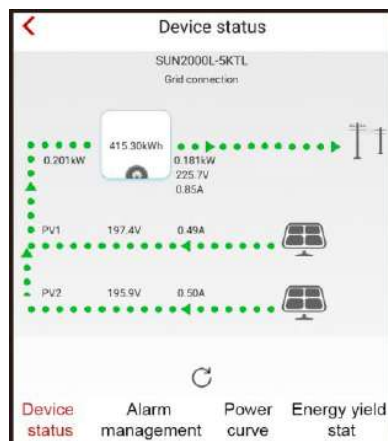 Device status
SUN2000L-5KTL
Grid connection
415.30kWh
0.201kW
0.181kW
225.7V
0.85A
PV1 197.4V 0.49A
PV2 195.9V 0.50A
Device status
Alarm management
Power curve
Energy yield stat